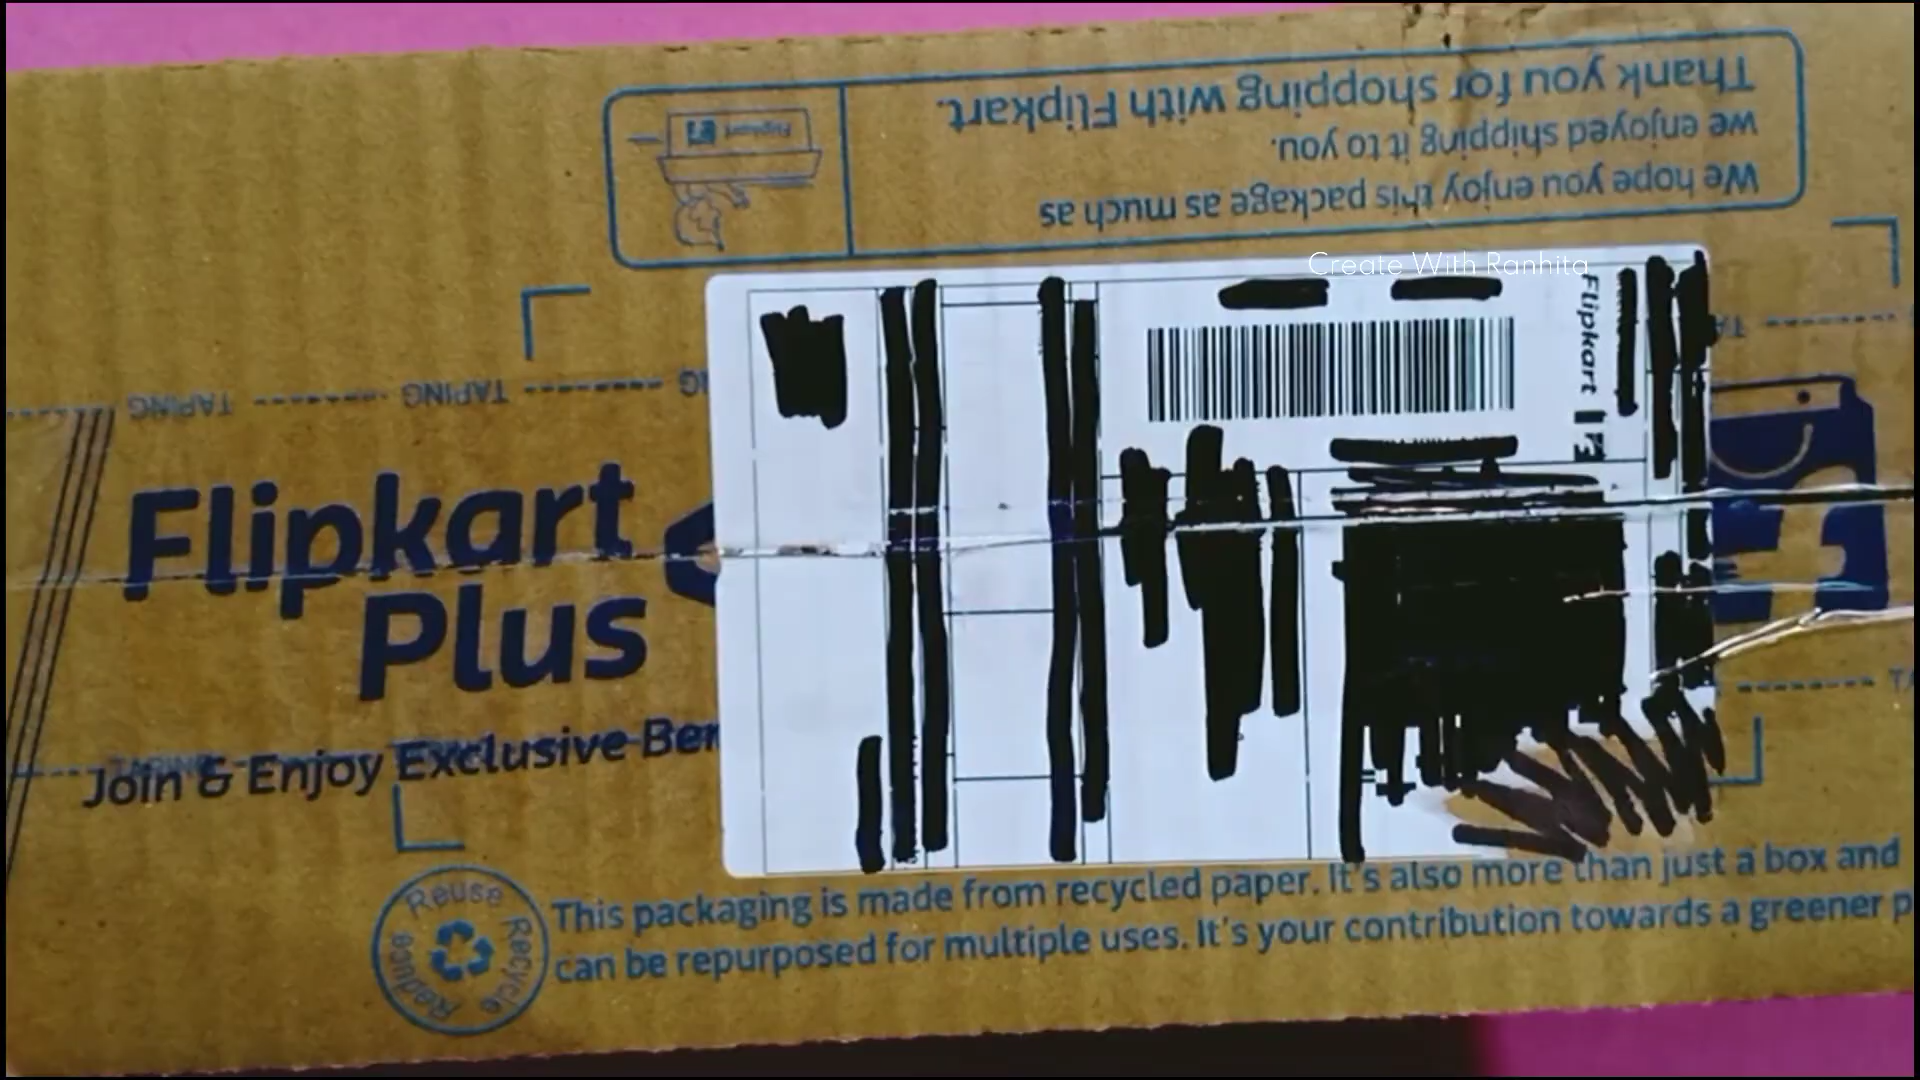 Thank you for shopping with Flipkart.
We hope you enjoy this package as much as
we enjoyed shipping it to you.
Flipkart
Create With Ranhita
Flipkart
TAPING TAPING
Flipkart
Plus
Join & Enjoy Exclusive
TAPING
Reuse Recycle Reduce
This packaging is made from recycled paper. It's also more than just a box and
can be repurposed for multiple uses. It's your contribution towards a greener